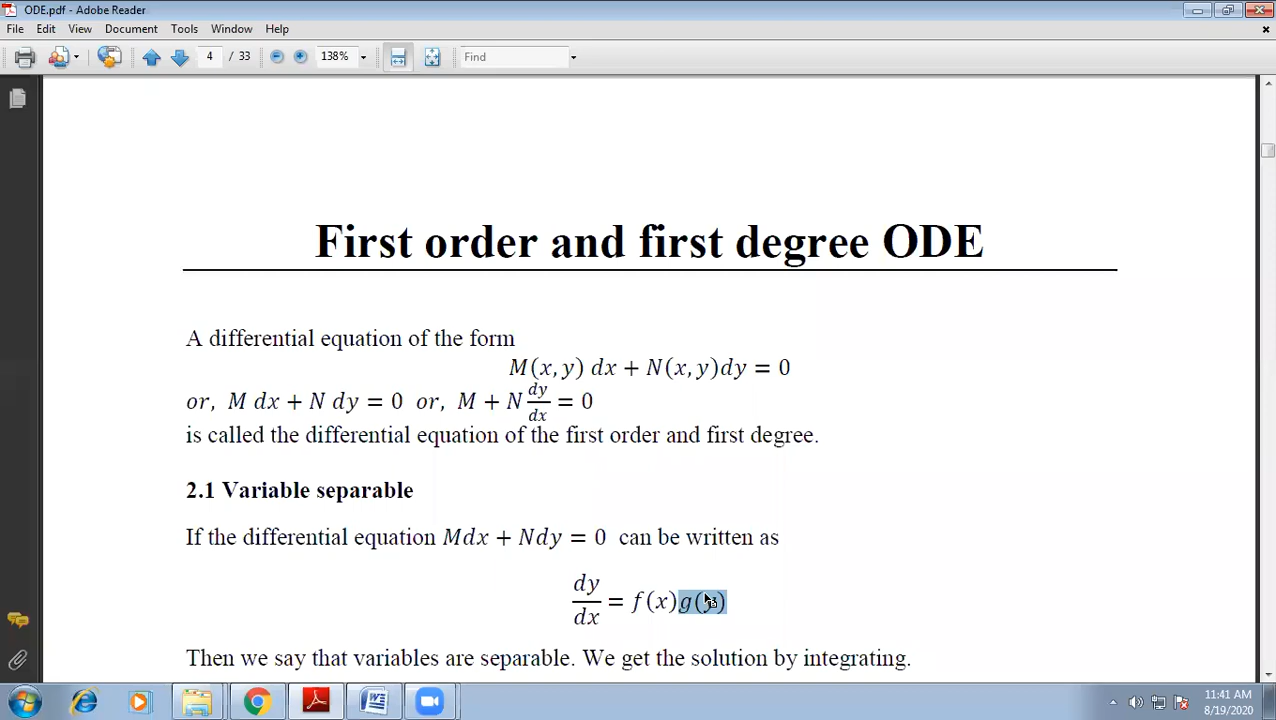 ODE.pdf - Adobe Reader
File Edit View Document Tools Window Help
4 / 33 138% Find
First order and first degree ODE
A differential equation of the form
M(x, y) dx + N(x, y)dy = 0
or, M dx + N dy = 0 or, M + N dy/dx = 0
is called the differential equation of the first order and first degree.
2.1 Variable separable
If the differential equation Mdx + Ndy = 0 can be written as
dy/dx = f(x)g(y)
Then we say that variables are separable. We get the solution by integrating.
11:41 AM
8/19/2020